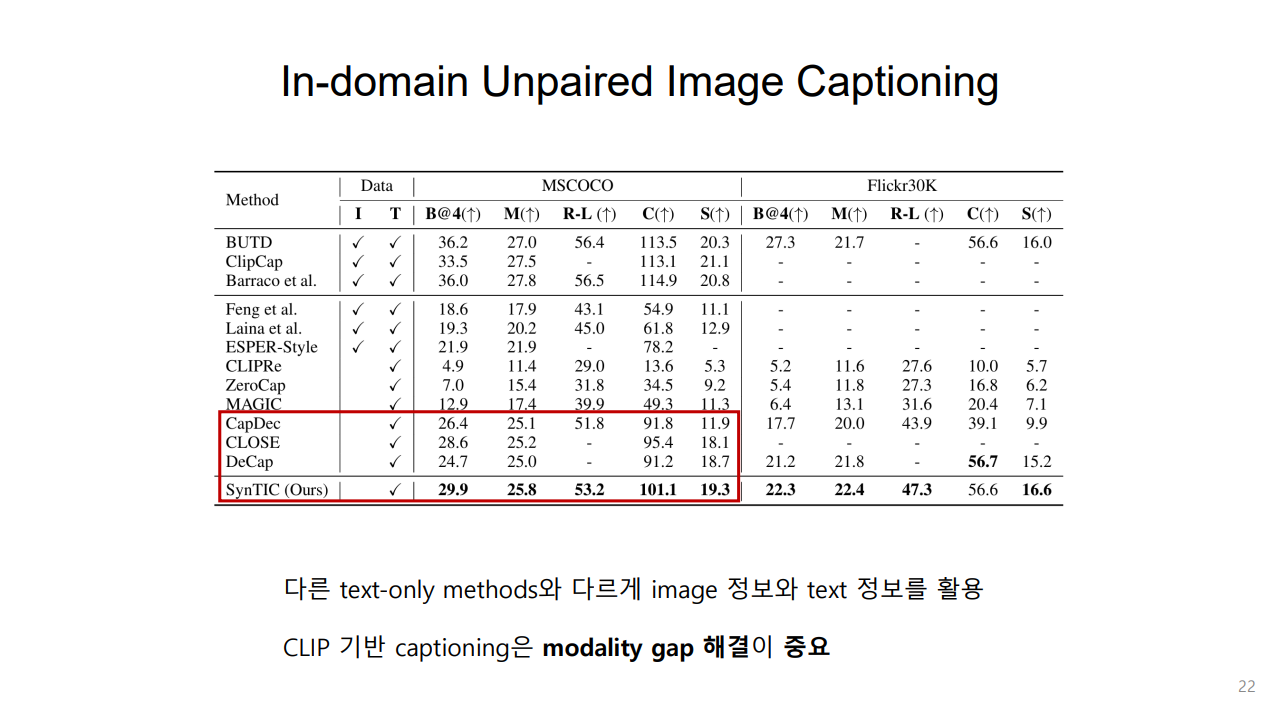 In-domain Unpaired Image Captioning
Method Data MSCOCO Flickr30K
I T B@4(↑) M(↑) R-L (↑) C(↑) S(↑) B@4(↑) M(↑) R-L (↑) C(↑) S(↑)
BUTD ✓ ✓ 36.2 27.0 56.4 113.5 20.3 27.3 21.7 - 56.6 16.0
ClipCap ✓ ✓ 33.5 27.5 - 113.1 21.1 - - - - -
Barraco et al. ✓ ✓ 36.0 27.8 56.5 114.9 20.8 - - - - -
Feng et al. ✓ ✓ 18.6 17.9 43.1 54.9 11.1 - - - - -
Laina et al. ✓ ✓ 19.3 20.2 45.0 61.8 12.9 - - - - -
ESPER-Style ✓ ✓ 21.9 21.9 - 78.2 - - - - - -
CLIPRe ✓ 4.9 11.4 29.0 13.6 5.3 5.2 11.6 27.6 10.0 5.7
ZeroCap ✓ 7.0 15.4 31.8 34.5 9.2 5.4 11.8 27.3 16.8 6.2
MAGIC ✓ 12.9 17.4 39.9 49.3 11.3 6.4 13.1 31.6 20.4 7.1
CapDec ✓ 26.4 25.1 51.8 91.8 11.9 17.7 20.0 43.9 39.1 9.9
CLOSE ✓ 28.6 25.2 - 95.4 18.1 - - - - -
DeCap ✓ 24.7 25.0 - 91.2 18.7 21.2 21.8 - 56.7 15.2
SynTIC (Ours) ✓ 29.9 25.8 53.2 101.1 19.3 22.3 22.4 47.3 56.6 16.6
다른 text-only methods와 다르게 image 정보와 text 정보를 활용
CLIP 기반 captioning은 modality gap 해결이 중요
22